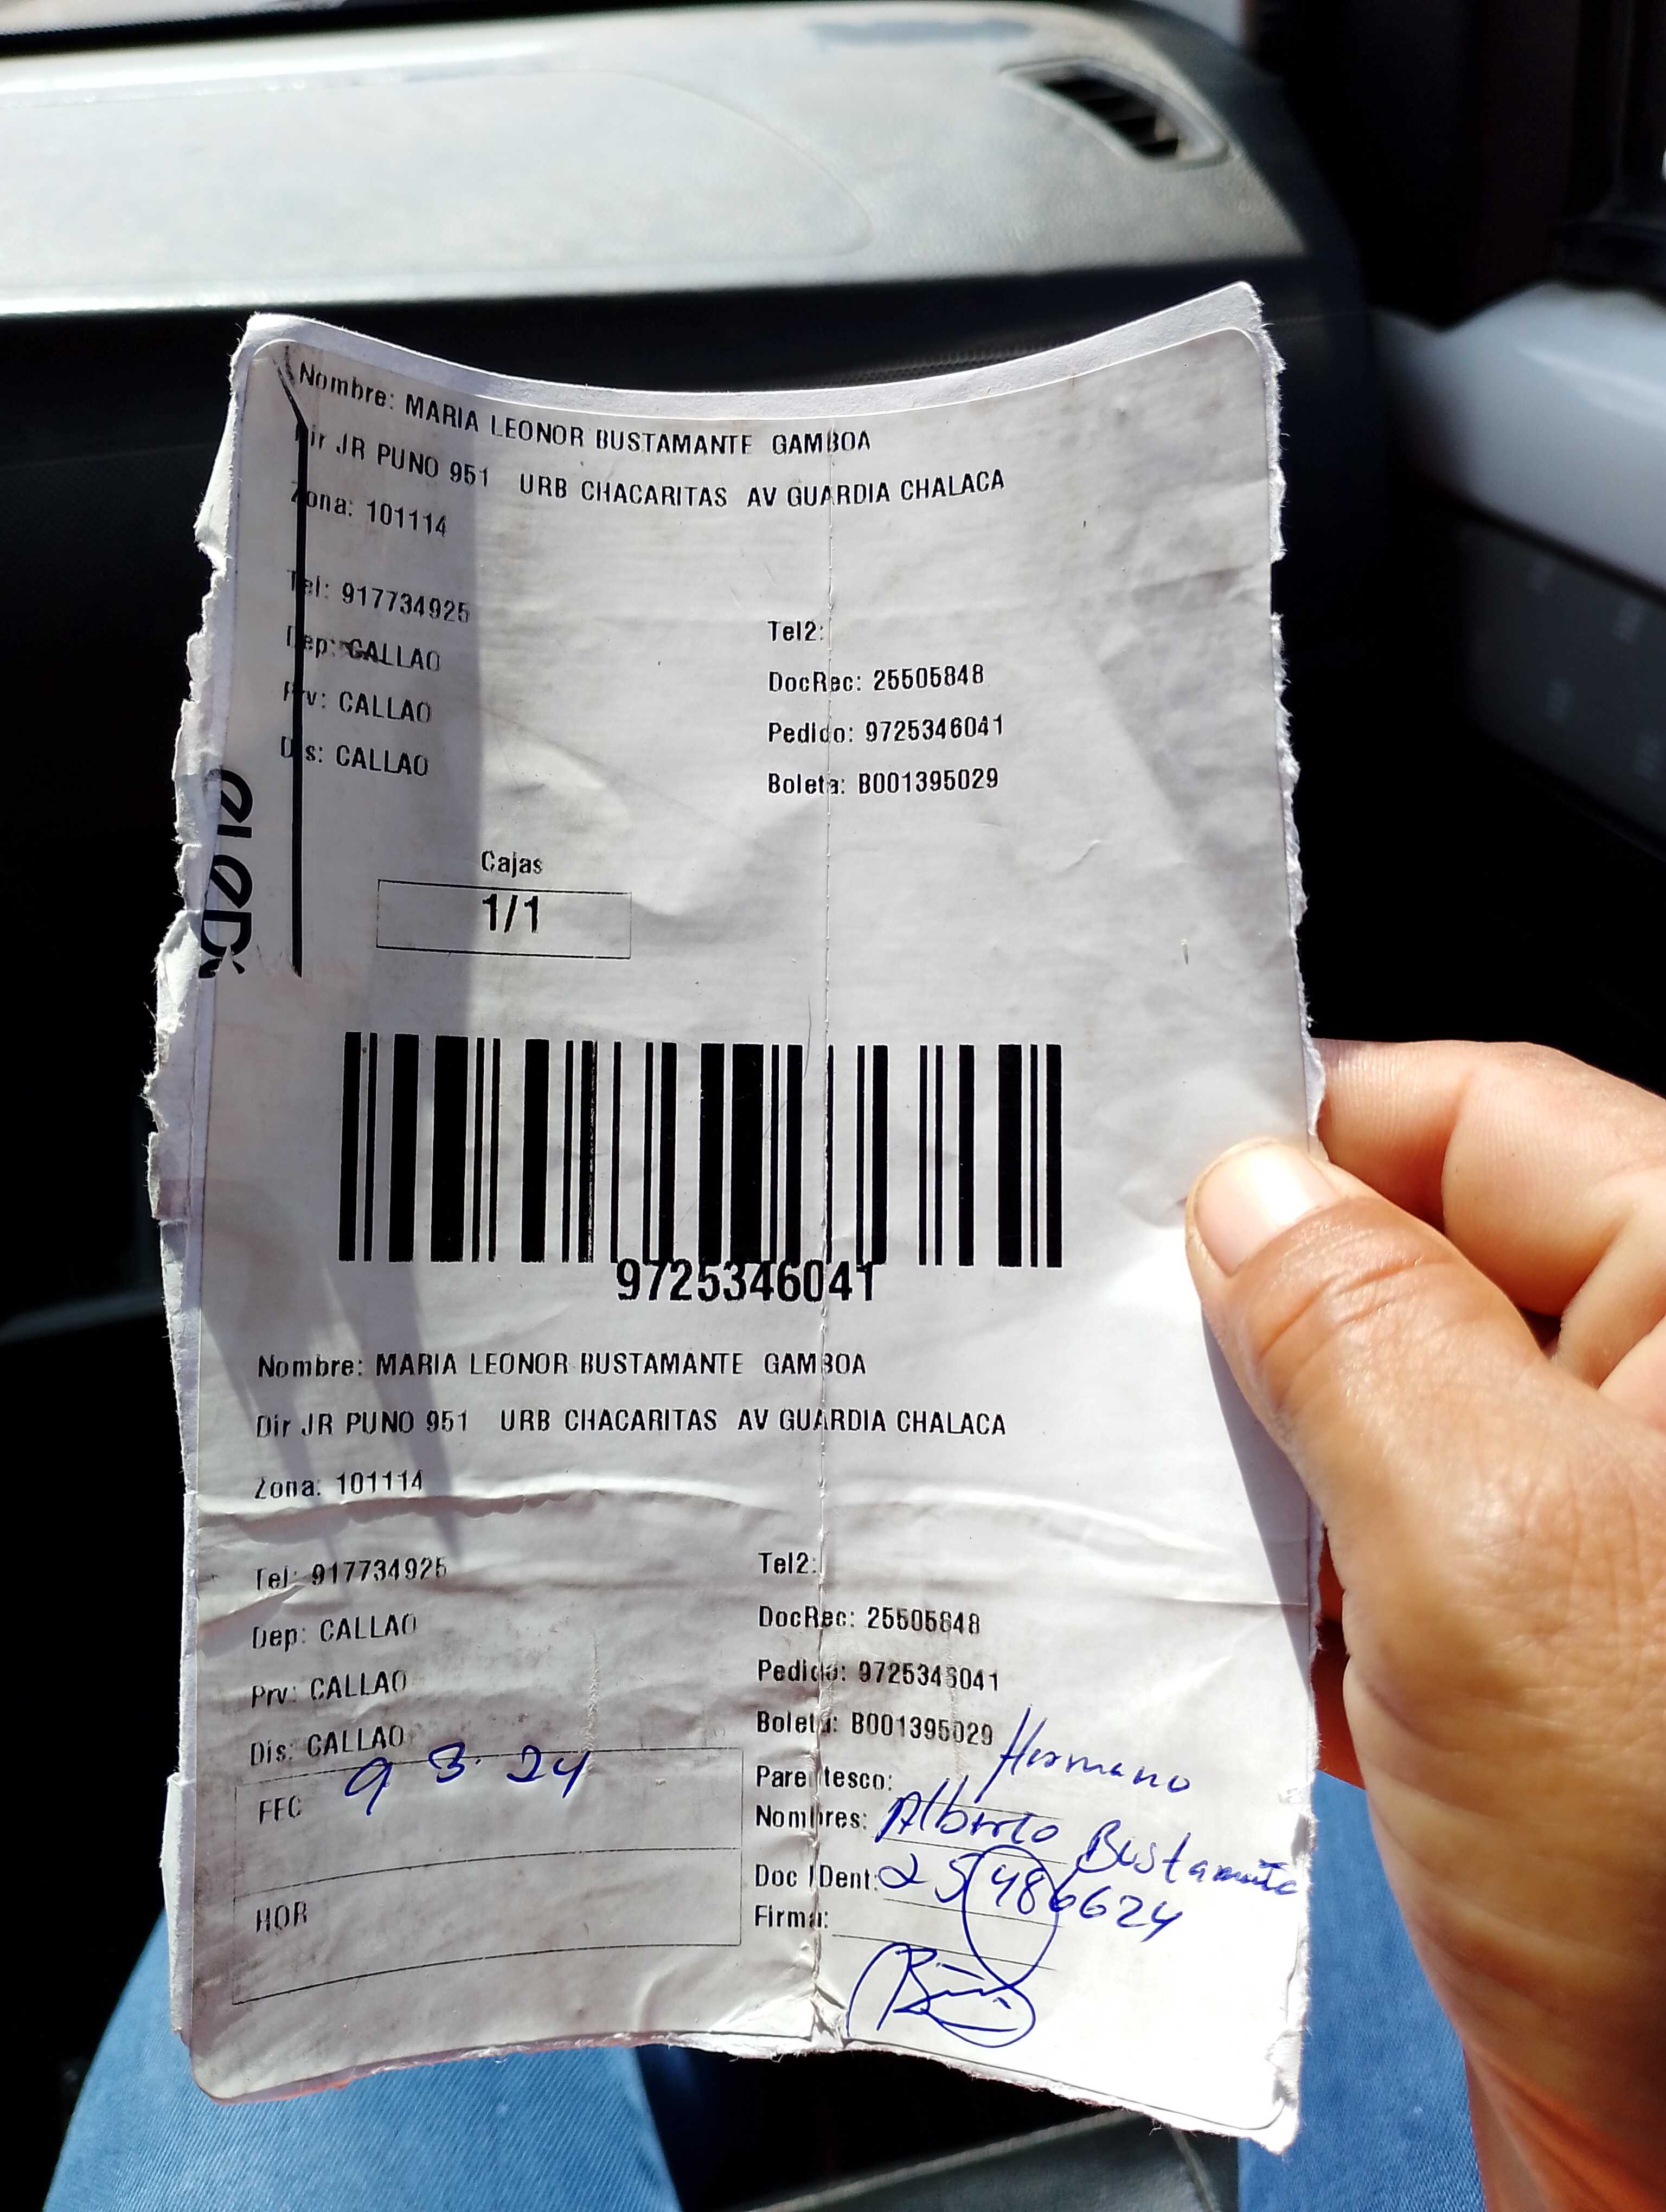 Nombre: MARIA LEONOR BUSTAMANTE GAMBOA
Dir JR PUNO 951 URB CHACARITAS AV GUARDIA CHALACA
Zona: 101114
Tel: 917734925
Tel2:
Dep: CALLAO
DocRec: 25505848
Prv: CALLAO
Pedido: 9725346041
Dis: CALLAO
Boleta: B001395029
Cajas
1/1
9725346041
Nombre: MARIA LEONOR BUSTAMANTE GAMBOA
Dir JR PUNO 951 URB CHACARITAS AV GUARDIA CHALACA
Zona: 101114
Tel: 917734925
Tel2:
Dep: CALLAO
DocRec: 25505848
Prv: CALLAO
Pedido: 9725346041
Dis: CALLAO
Boleta: B001395029
FEC 9 3. 24
Parentesco: Hermano
Nombres: Alberto Bustamante
HOR
Doc IDent: 25486624
Firma: